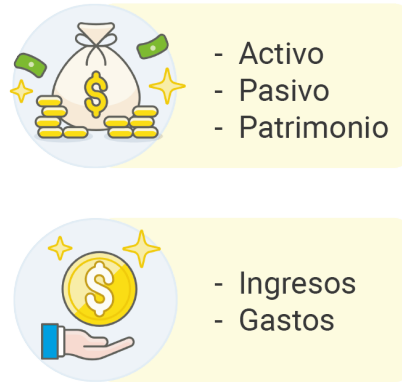 - Activo
- Pasivo
- Patrimonio
$
- Ingresos
- Gastos
$